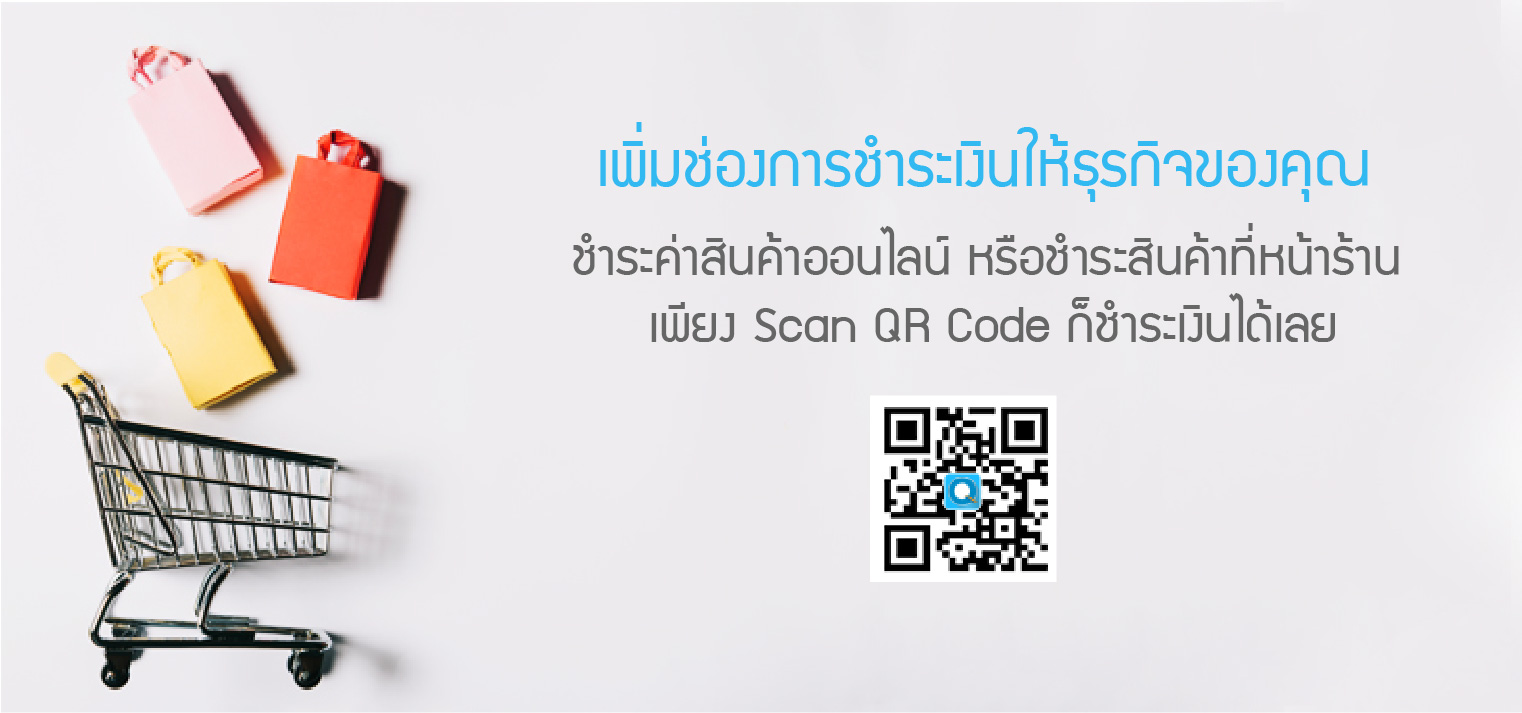 เพิ่มช่องการชำระเงินให้ธุรกิจของคุณ
ชำระค่าสินค้าออนไลน์ หรือชำระสินค้าที่หน้าร้าน
เพียง Scan QR Code ก็ชำระเงินได้เลย